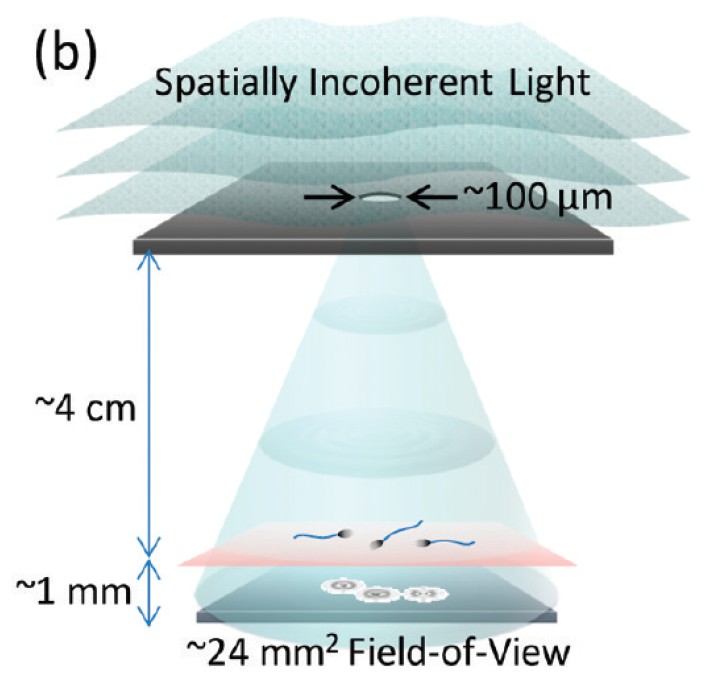 (b)
Spatially Incoherent Light
~100 µm
~4 cm
~1 mm
~24 mm² Field-of-View